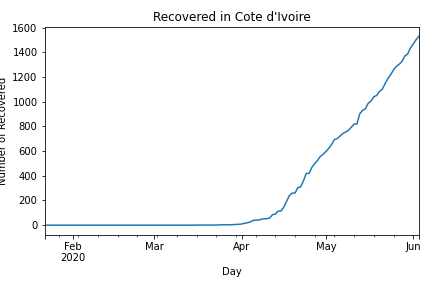 Recovered in Cote d'Ivoire
Number of Recovered
1600
1400
1200
1000
800
600
400
200
0
Feb
2020
Mar
Apr
May
Jun
Day